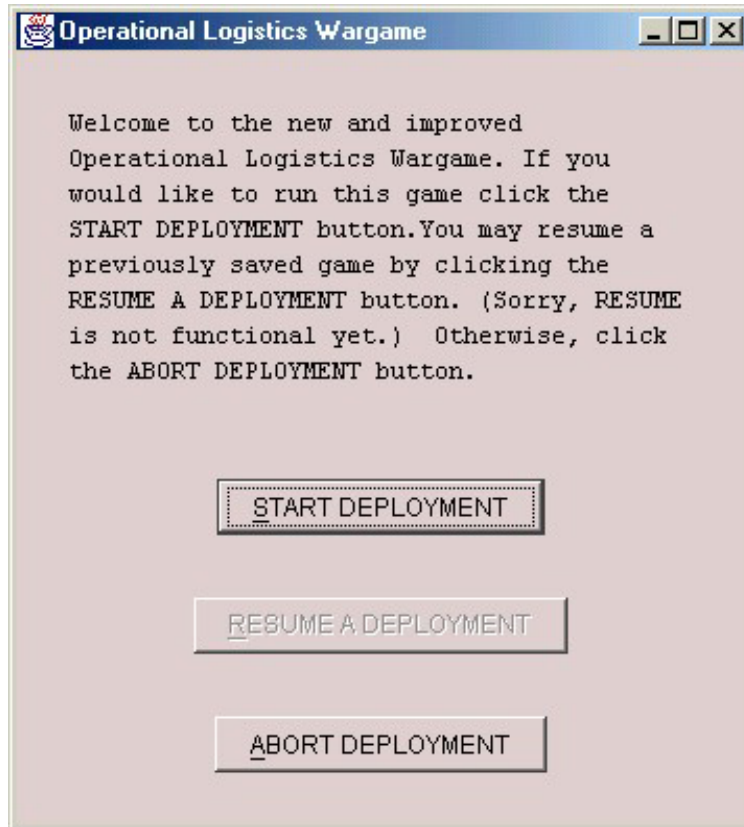 Operational Logistics Wargame
Welcome to the new and improved
Operational Logistics Wargame. If you
would like to run this game click the
START DEPLOYMENT button.You may resume a
previously saved game by clicking the
RESUME A DEPLOYMENT button. (Sorry, RESUME
is not functional yet.)  Otherwise, click
the ABORT DEPLOYMENT button.
START DEPLOYMENT
RESUME A DEPLOYMENT
ABORT DEPLOYMENT